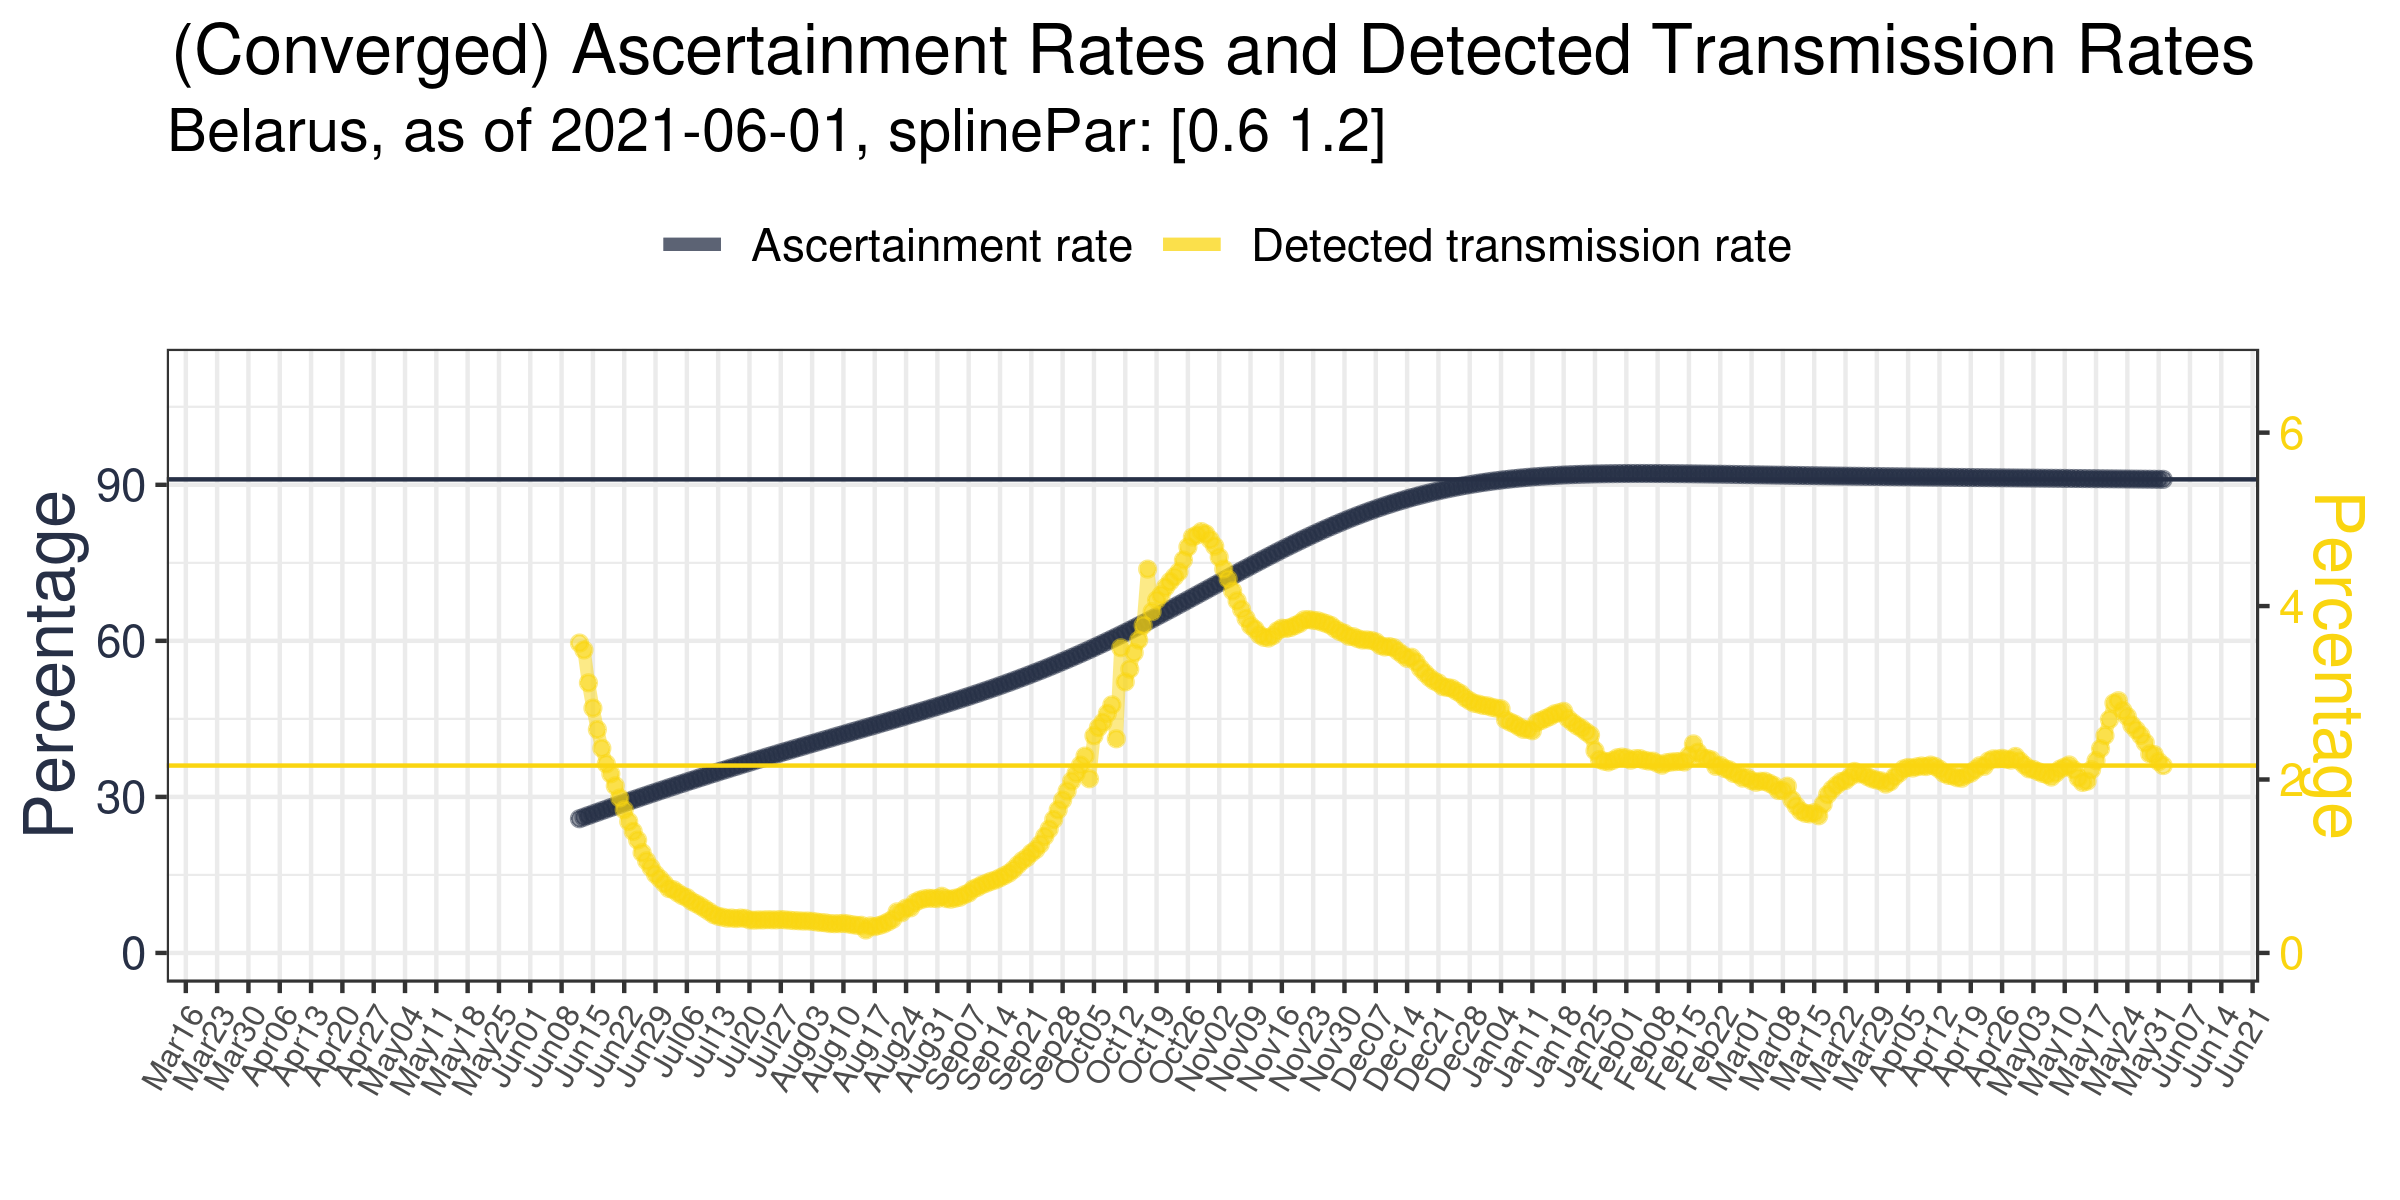 (Converged) Ascertainment Rates and Detected Transmission Rates
Belarus, as of 2021-06-01, splinePar: [0.6 1.2]
Ascertainment rate Detected transmission rate
Percentage
90
60
30
0
6
4
2
0
Percentage
Mar16 Mar23 Mar30 Apr06 Apr13 Apr20 Apr27 May04 May11 May18 May25 Jun01 Jun08 Jun15 Jun22 Jun29 Jul06 Jul13 Jul20 Jul27 Aug03 Aug10 Aug17 Aug24 Aug31 Sep07 Sep14 Sep21 Sep28 Oct05 Oct12 Oct19 Oct26 Nov02 Nov09 Nov16 Nov23 Nov30 Dec07 Dec14 Dec21 Dec28 Jan04 Jan11 Jan18 Jan25 Feb01 Feb08 Feb15 Feb22 Mar01 Mar08 Mar15 Mar22 Mar29 Apr05 Apr12 Apr19 Apr26 May03 May10 May17 May24 May31 Jun07 Jun14 Jun21